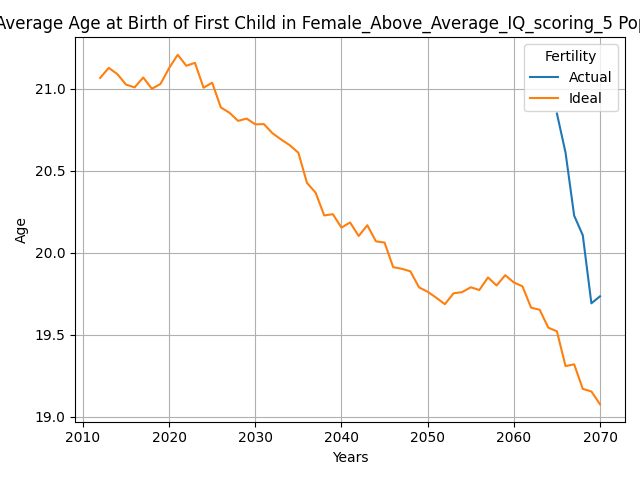 Average Age at Birth of First Child in Female_Above_Average_IQ_scoring_5
Fertility
Actual
Ideal
Age
21.0
20.5
20.0
19.5
19.0
2010 2020 2030 2040 2050 2060 2070
Years